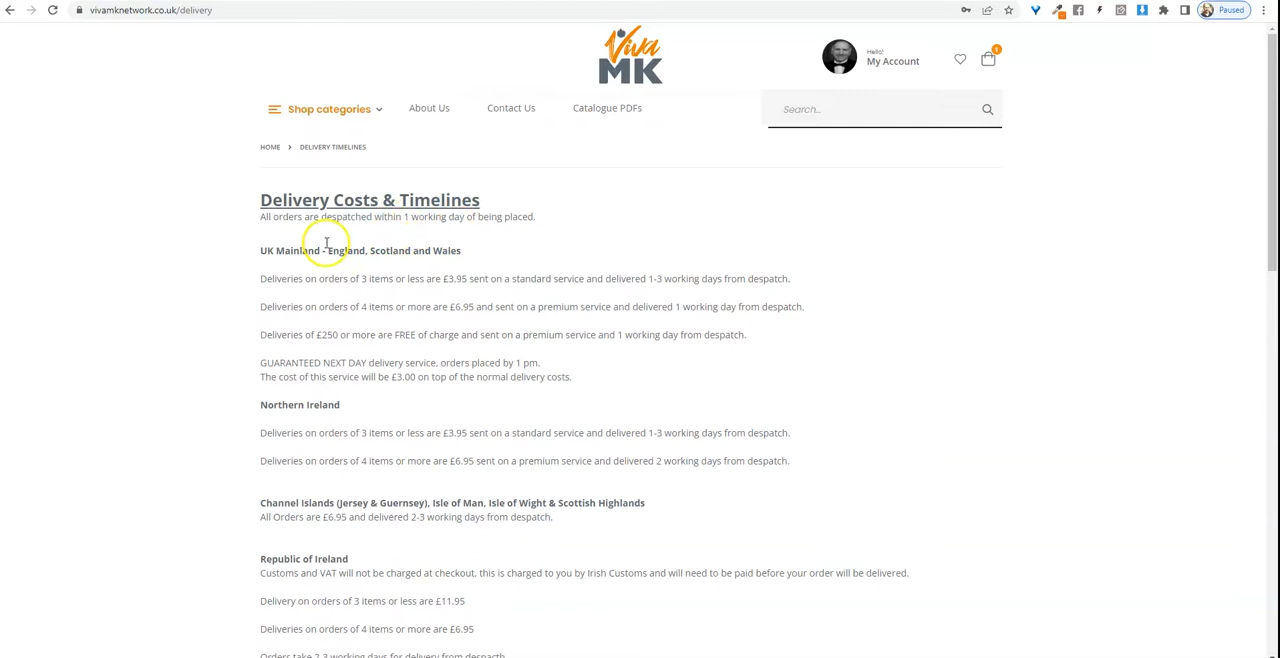 vivamknetwork.co.uk/delivery
Paused
Viva
MK
Hello!
My Account
1
Shop categories
About Us
Contact Us
Catalogue PDFs
Search...
HOME > DELIVERY TIMELINES
Delivery Costs & Timelines
All orders are despatched within 1 working day of being placed.
UK Mainland - England, Scotland and Wales
Deliveries on orders of 3 items or less are £3.95 sent on a standard service and delivered 1-3 working days from despatch.
Deliveries on orders of 4 items or more are £6.95 and sent on a premium service and delivered 1 working day from despatch.
Deliveries of £250 or more are FREE of charge and sent on a premium service and 1 working day from despatch.
GUARANTEED NEXT DAY delivery service, orders placed by 1 pm.
The cost of this service will be £3.00 on top of the normal delivery costs.
Northern Ireland
Deliveries on orders of 3 items or less are £3.95 sent on a standard service and delivered 1-3 working days from despatch.
Deliveries on orders of 4 items or more are £6.95 sent on a premium service and delivered 2 working days from despatch.
Channel Islands (Jersey & Guernsey), Isle of Man, Isle of Wight & Scottish Highlands
All Orders are £6.95 and delivered 2-3 working days from despatch.
Republic of Ireland
Customs and VAT will not be charged at checkout, this is charged to you by Irish Customs and will need to be paid before your order will be delivered.
Delivery on orders of 3 items or less are £11.95
Deliveries on orders of 4 items or more are £6.95
Orders take 2-3 working days for delivery from despacth